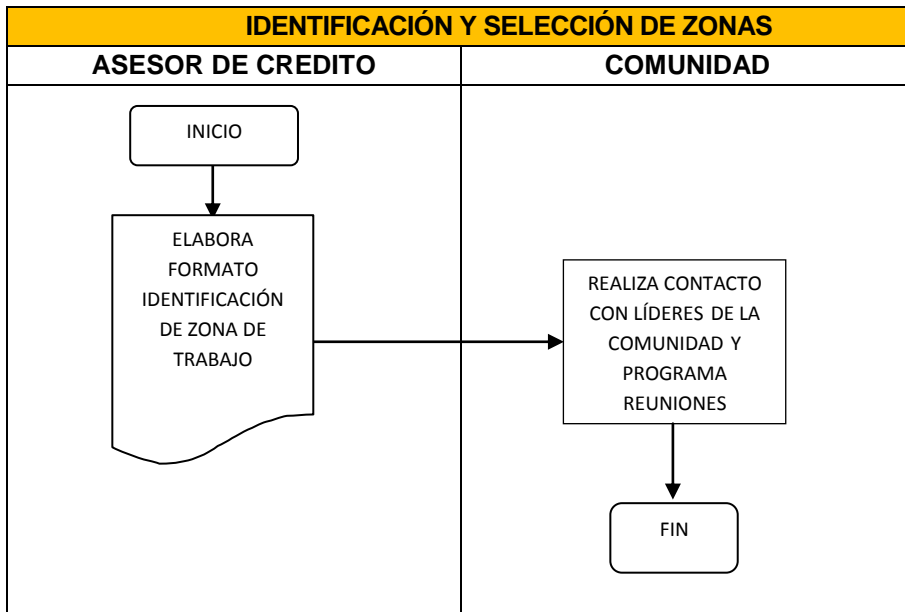 IDENTIFICACIÓN Y SELECCIÓN DE ZONAS
ASESOR DE CREDITO
COMUNIDAD
INICIO
ELABORA
FORMATO
IDENTIFICACIÓN
DE ZONA DE
TRABAJO
REALIZA CONTACTO
CON LÍDERES DE LA
COMUNIDAD Y
PROGRAMA
REUNIONES
FIN